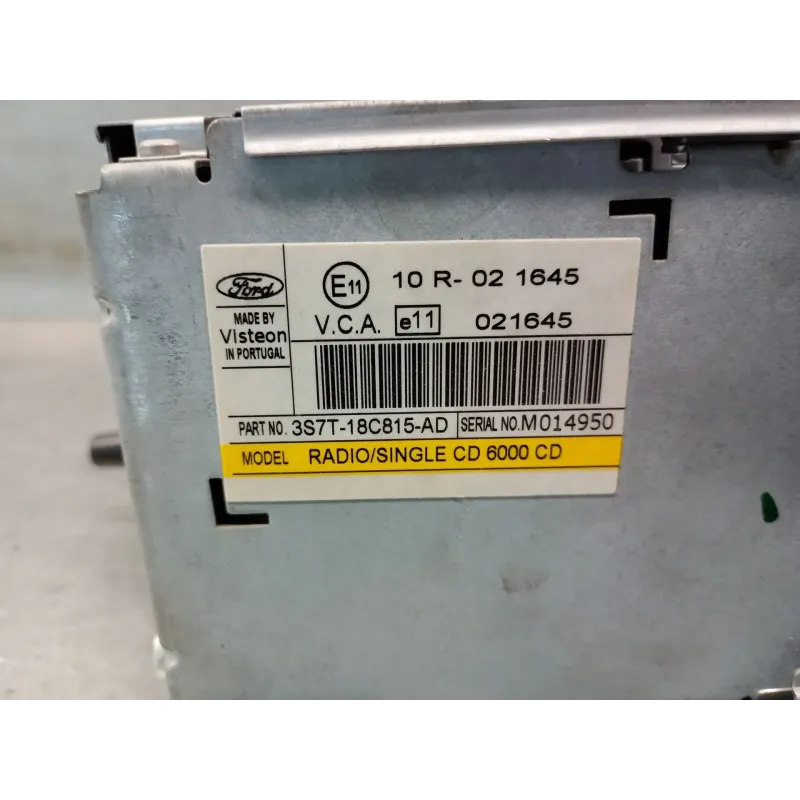 Ford
MADE BY
Visteon
IN PORTUGAL
E11 10 R- 02 1645
V.C.A. e11 021645
PART NO. 3S7T-18C815-AD SERIAL NO. M014950
MODEL RADIO/SINGLE CD 6000 CD